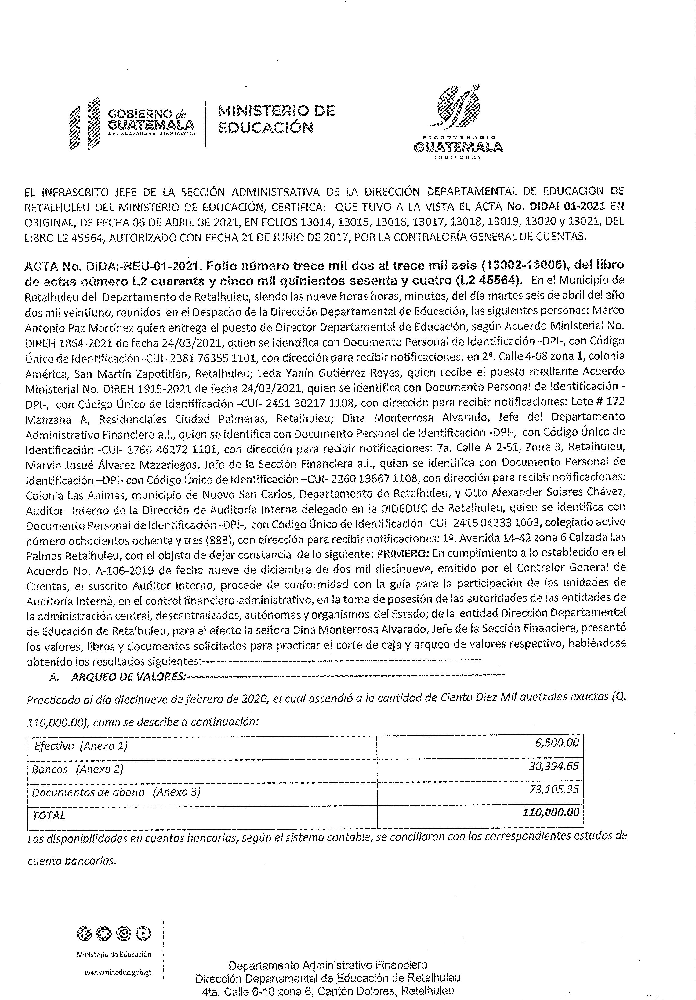 GOBIERNO de
GUATEMALA
DR. ALEJANDRO GIAMMATTEI
MINISTERIO DE
EDUCACIÓN
BICENTENARIO
GUATEMALA
1821·2021
EL INFRASCRITO JEFE DE LA SECCIÓN ADMINISTRATIVA DE LA DIRECCIÓN DEPARTAMENTAL DE EDUCACION DE
RETALHULEU DEL MINISTERIO DE EDUCACIÓN, CERTIFICA: QUE TUVO A LA VISTA EL ACTA No. DIDAI 01-2021 EN
ORIGINAL, DE FECHA 06 DE ABRIL DE 2021, EN FOLIOS 13014, 13015, 13016, 13017, 13018, 13019, 13020 y 13021, DEL
LIBRO L2 45564, AUTORIZADO CON FECHA 21 DE JUNIO DE 2017, POR LA CONTRALORÍA GENERAL DE CUENTAS.
ACTA No. DIDAI-REU-01-2021. Folio número trece mil dos al trece mil seis (13002-13006), del libro
de actas número L2 cuarenta y cinco mil quinientos sesenta y cuatro (L2 45564). En el Municipio de
Retalhuleu del Departamento de Retalhuleu, siendo las nueve horas horas, minutos, del día martes seis de abril del año
dos mil veintiuno, reunidos en el Despacho de la Dirección Departamental de Educación, las siguientes personas: Marco
Antonio Paz Martínez quien entrega el puesto de Director Departamental de Educación, según Acuerdo Ministerial No.
DIREH 1864-2021 de fecha 24/03/2021, quien se identifica con Documento Personal de Identificación -DPI-, con Código
Único de Identificación -CUI- 2381 76355 1101, con dirección para recibir notificaciones: en 2ª. Calle 4-08 zona 1, colonia
América, San Martín Zapotitlán, Retalhuleu; Leda Yanín Gutiérrez Reyes, quien recibe el puesto mediante Acuerdo
Ministerial No. DIREH 1915-2021 de fecha 24/03/2021, quien se identifica con Documento Personal de Identificación -
DPI-, con Código Único de Identificación -CUI- 2451 30217 1108, con dirección para recibir notificaciones: Lote # 172
Manzana A, Residenciales Ciudad Palmeras, Retalhuleu; Dina Monterrosa Alvarado, Jefe del Departamento
Administrativo Financiero a.i., quien se identifica con Documento Personal de Identificación -DPI-, con Código Único de
Identificación -CUI- 1766 46272 1101, con dirección para recibir notificaciones: 7a. Calle A 2-51, Zona 3, Retalhuleu,
Marvin Josué Álvarez Mazariegos, Jefe de la Sección Financiera a.i., quien se identifica con Documento Personal de
Identificación –DPI- con Código Único de Identificación –CUI- 2260 19667 1108, con dirección para recibir notificaciones:
Colonia Las Animas, municipio de Nuevo San Carlos, Departamento de Retalhuleu, y Otto Alexander Solares Chávez,
Auditor Interno de la Dirección de Auditoría Interna delegado en la DIDEDUC de Retalhuleu, quien se identifica con
Documento Personal de Identificación -DPI-, con Código Único de Identificación -CUI- 2415 04333 1003, colegiado activo
número ochocientos ochenta y tres (883), con dirección para recibir notificaciones: 1ª. Avenida 14-42 zona 6 Calzada Las
Palmas Retalhuleu, con el objeto de dejar constancia de lo siguiente: PRIMERO: En cumplimiento a lo establecido en el
Acuerdo No. A-106-2019 de fecha nueve de diciembre de dos mil diecinueve, emitido por el Contralor General de
Cuentas, el suscrito Auditor Interno, procede de conformidad con la guía para la participación de las unidades de
Auditoría Interna, en el control financiero-administrativo, en la toma de posesión de las autoridades de las entidades de
la administración central, descentralizadas, autónomas y organismos del Estado; de la entidad Dirección Departamental
de Educación de Retalhuleu, para el efecto la señora Dina Monterrosa Alvarado, Jefe de la Sección Financiera, presentó
los valores, libros y documentos solicitados para practicar el corte de caja y arqueo de valores respectivo, habiéndose
obtenido los resultados siguientes:-----------------------------------------------------------------------------
A. ARQUEO DE VALORES:-----------------------------------------------------------------------------
Practicado al día diecinueve de febrero de 2020, el cual ascendió a la cantidad de Ciento Diez Mil quetzales exactos (Q.
110,000.00), como se describe a continuación:
Efectivo (Anexo 1) 6,500.00
Bancos (Anexo 2) 30,394.65
Documentos de abono (Anexo 3) 73,105.35
TOTAL 110,000.00
Las disponibilidades en cuentas bancarias, según el sistema contable, se conciliaron con los correspondientes estados de
cuenta bancarios.
Ministerio de Educación
www.mineduc.gob.gt
Departamento Administrativo Financiero
Dirección Departamental de Educación de Retalhuleu
4ta. Calle 6-10 zona 6, Cantón Dolores, Retalhuleu